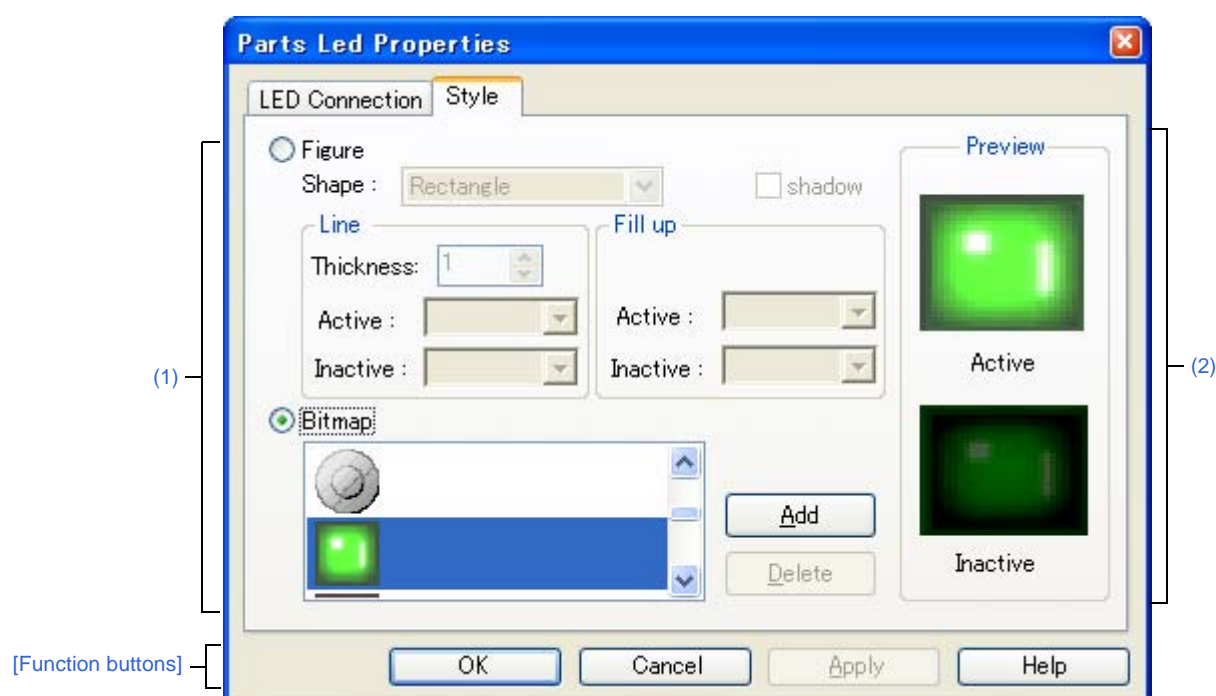 Parts Led Properties
LED Connection
Style
Figure
Shape :
Rectangle
shadow
Line
Thickness:
1
Active :
Inactive :
Fill up
Active :
Inactive :
Bitmap
Add
Delete
Preview
Active
Inactive
(1)
(2)
[Function buttons]
OK
Cancel
Apply
Help